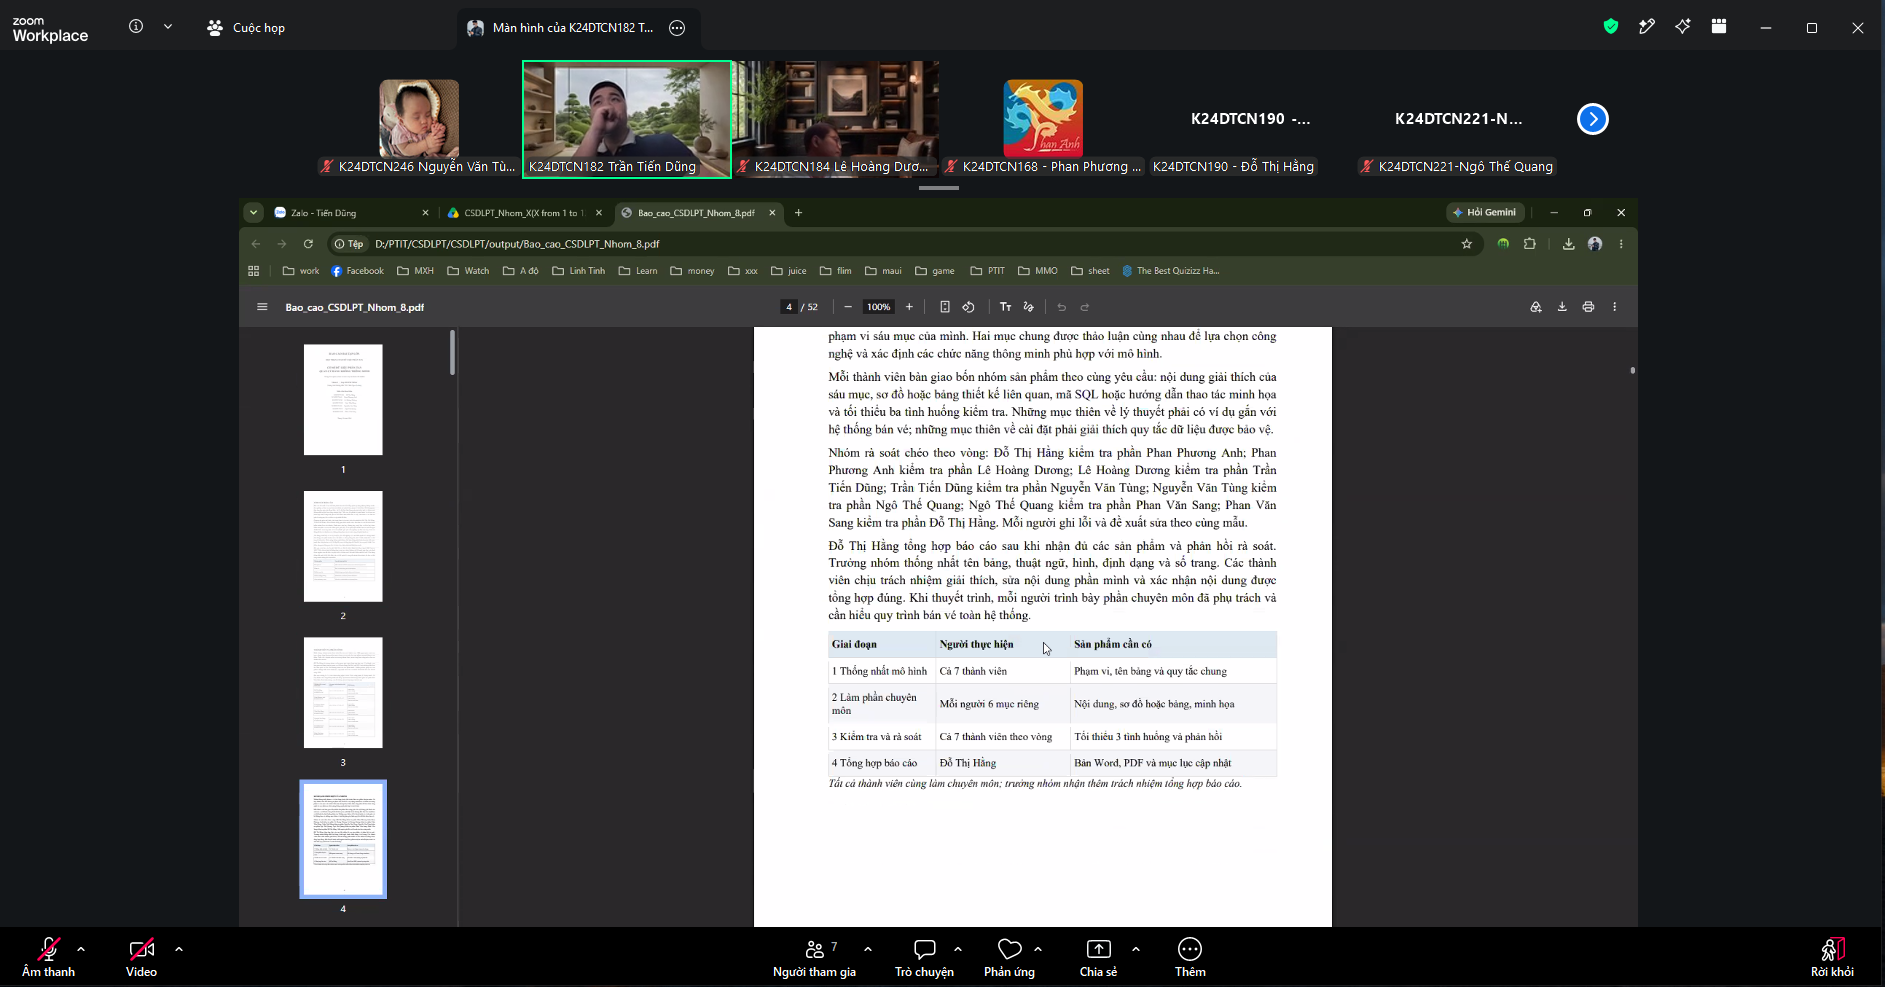 zoom
Workplace
Cuộc họp
Màn hình của K24DTCN182 T...
Phan Anh
K24DTCN190 -...
K24DTCN221-N...
K24DTCN246 Nguyễn Văn Tù...
K24DTCN182 Trần Tiến Dũng
K24DTCN184 Lê Hoàng Dươ...
K24DTCN168 - Phan Phương ...
K24DTCN190 - Đỗ Thị Hằng
K24DTCN221-Ngô Thế Quang
Zalo - Tiến Dũng
CSDLPT_Nhom_X(X from 1 to 1
Bao_cao_CSDLPT_Nhom_8.pdf
Hỏi Gemini
Tệp
D:/PTIT/CSDLPT/CSDLPT/output/Bao_cao_CSDLPT_Nhom_8.pdf
work
Facebook
MXH
Watch
A độ
Linh Tinh
Learn
money
xxx
juice
flim
maui
game
PTIT
MMO
sheet
The Best Quizizz Ha...
Bao_cao_CSDLPT_Nhom_8.pdf
4 / 52
100%
1
2
3
4
phạm vi sáu mục của mình. Hai mục chung được thảo luận cùng nhau để lựa chọn công
nghệ và xác định các chức năng thông minh phù hợp với mô hình.
Mỗi thành viên bàn giao bốn nhóm sản phẩm theo cùng yêu cầu: nội dung giải thích của
sáu mục, sơ đồ hoặc bảng thiết kế liên quan, mã SQL hoặc hướng dẫn thao tác minh họa
và tối thiểu ba tình huống kiểm tra. Những mục thiên về lý thuyết phải có ví dụ gắn với
hệ thống bán vé; những mục thiên về cài đặt phải giải thích quy tắc dữ liệu được bảo vệ.
Nhóm rà soát chéo theo vòng: Đỗ Thị Hằng kiểm tra phần Phan Phương Anh; Phan
Phương Anh kiểm tra phần Lê Hoàng Dương; Lê Hoàng Dương kiểm tra phần Trần
Tiến Dũng; Trần Tiến Dũng kiểm tra phần Nguyễn Văn Tùng; Nguyễn Văn Tùng kiểm
tra phần Ngô Thế Quang; Ngô Thế Quang kiểm tra phần Phan Văn Sang; Phan Văn
Sang kiểm tra phần Đỗ Thị Hằng. Mỗi người ghi lỗi và đề xuất sửa theo cùng mẫu.
Đỗ Thị Hằng tổng hợp báo cáo sau khi nhận đủ các sản phẩm và phản hồi rà soát.
Trưởng nhóm thống nhất tên bảng, thuật ngữ, hình, định dạng và số trang. Các thành
viên chịu trách nhiệm giải thích, sửa nội dung phần mình và xác nhận nội dung được
tổng hợp đúng. Khi thuyết trình, mỗi người trình bày phần chuyên môn đã phụ trách và
cần hiểu quy trình bán vé toàn hệ thống.
Giai đoạn Người thực hiện Sản phẩm cần có
1 Thống nhất mô hình Cả 7 thành viên Phạm vi, tên bảng và quy tắc chung
2 Làm phần chuyên
môn Mỗi người 6 mục riêng Nội dung, sơ đồ hoặc bảng, minh họa
3 Kiểm tra và rà soát Cả 7 thành viên theo vòng Tối thiểu 3 tình huống và phản hồi
4 Tổng hợp báo cáo Đỗ Thị Hằng Bản Word, PDF và mục lục cập nhật
Tất cả thành viên cùng làm chuyên môn; trưởng nhóm nhận thêm trách nhiệm tổng hợp báo cáo.
Âm thanh
Video
7
Người tham gia
Trò chuyện
Phản ứng
Chia sẻ
Thêm
Rời khỏi